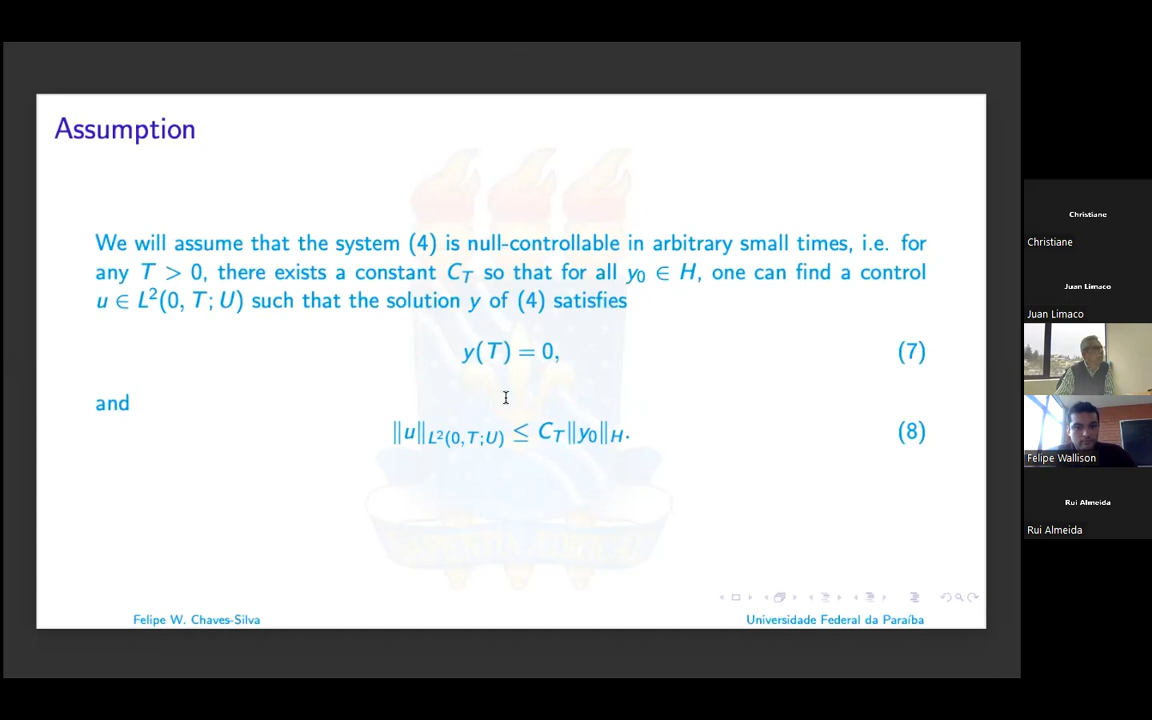 Assumption
We will assume that the system (4) is null-controllable in arbitrary small times, i.e. for
any T > 0, there exists a constant C_T so that for all y_0 ∈ H, one can find a control
u ∈ L²(0, T; U) such that the solution y of (4) satisfies
y(T) = 0, (7)
and
‖u‖_{L²(0,T;U)} ≤ C_T‖y_0‖_H. (8)
Felipe W. Chaves-Silva
Universidade Federal da Paraíba
Christiane
Christiane
Juan Limaco
Juan Limaco
Felipe Wallison
Rui Almeida
Rui Almeida